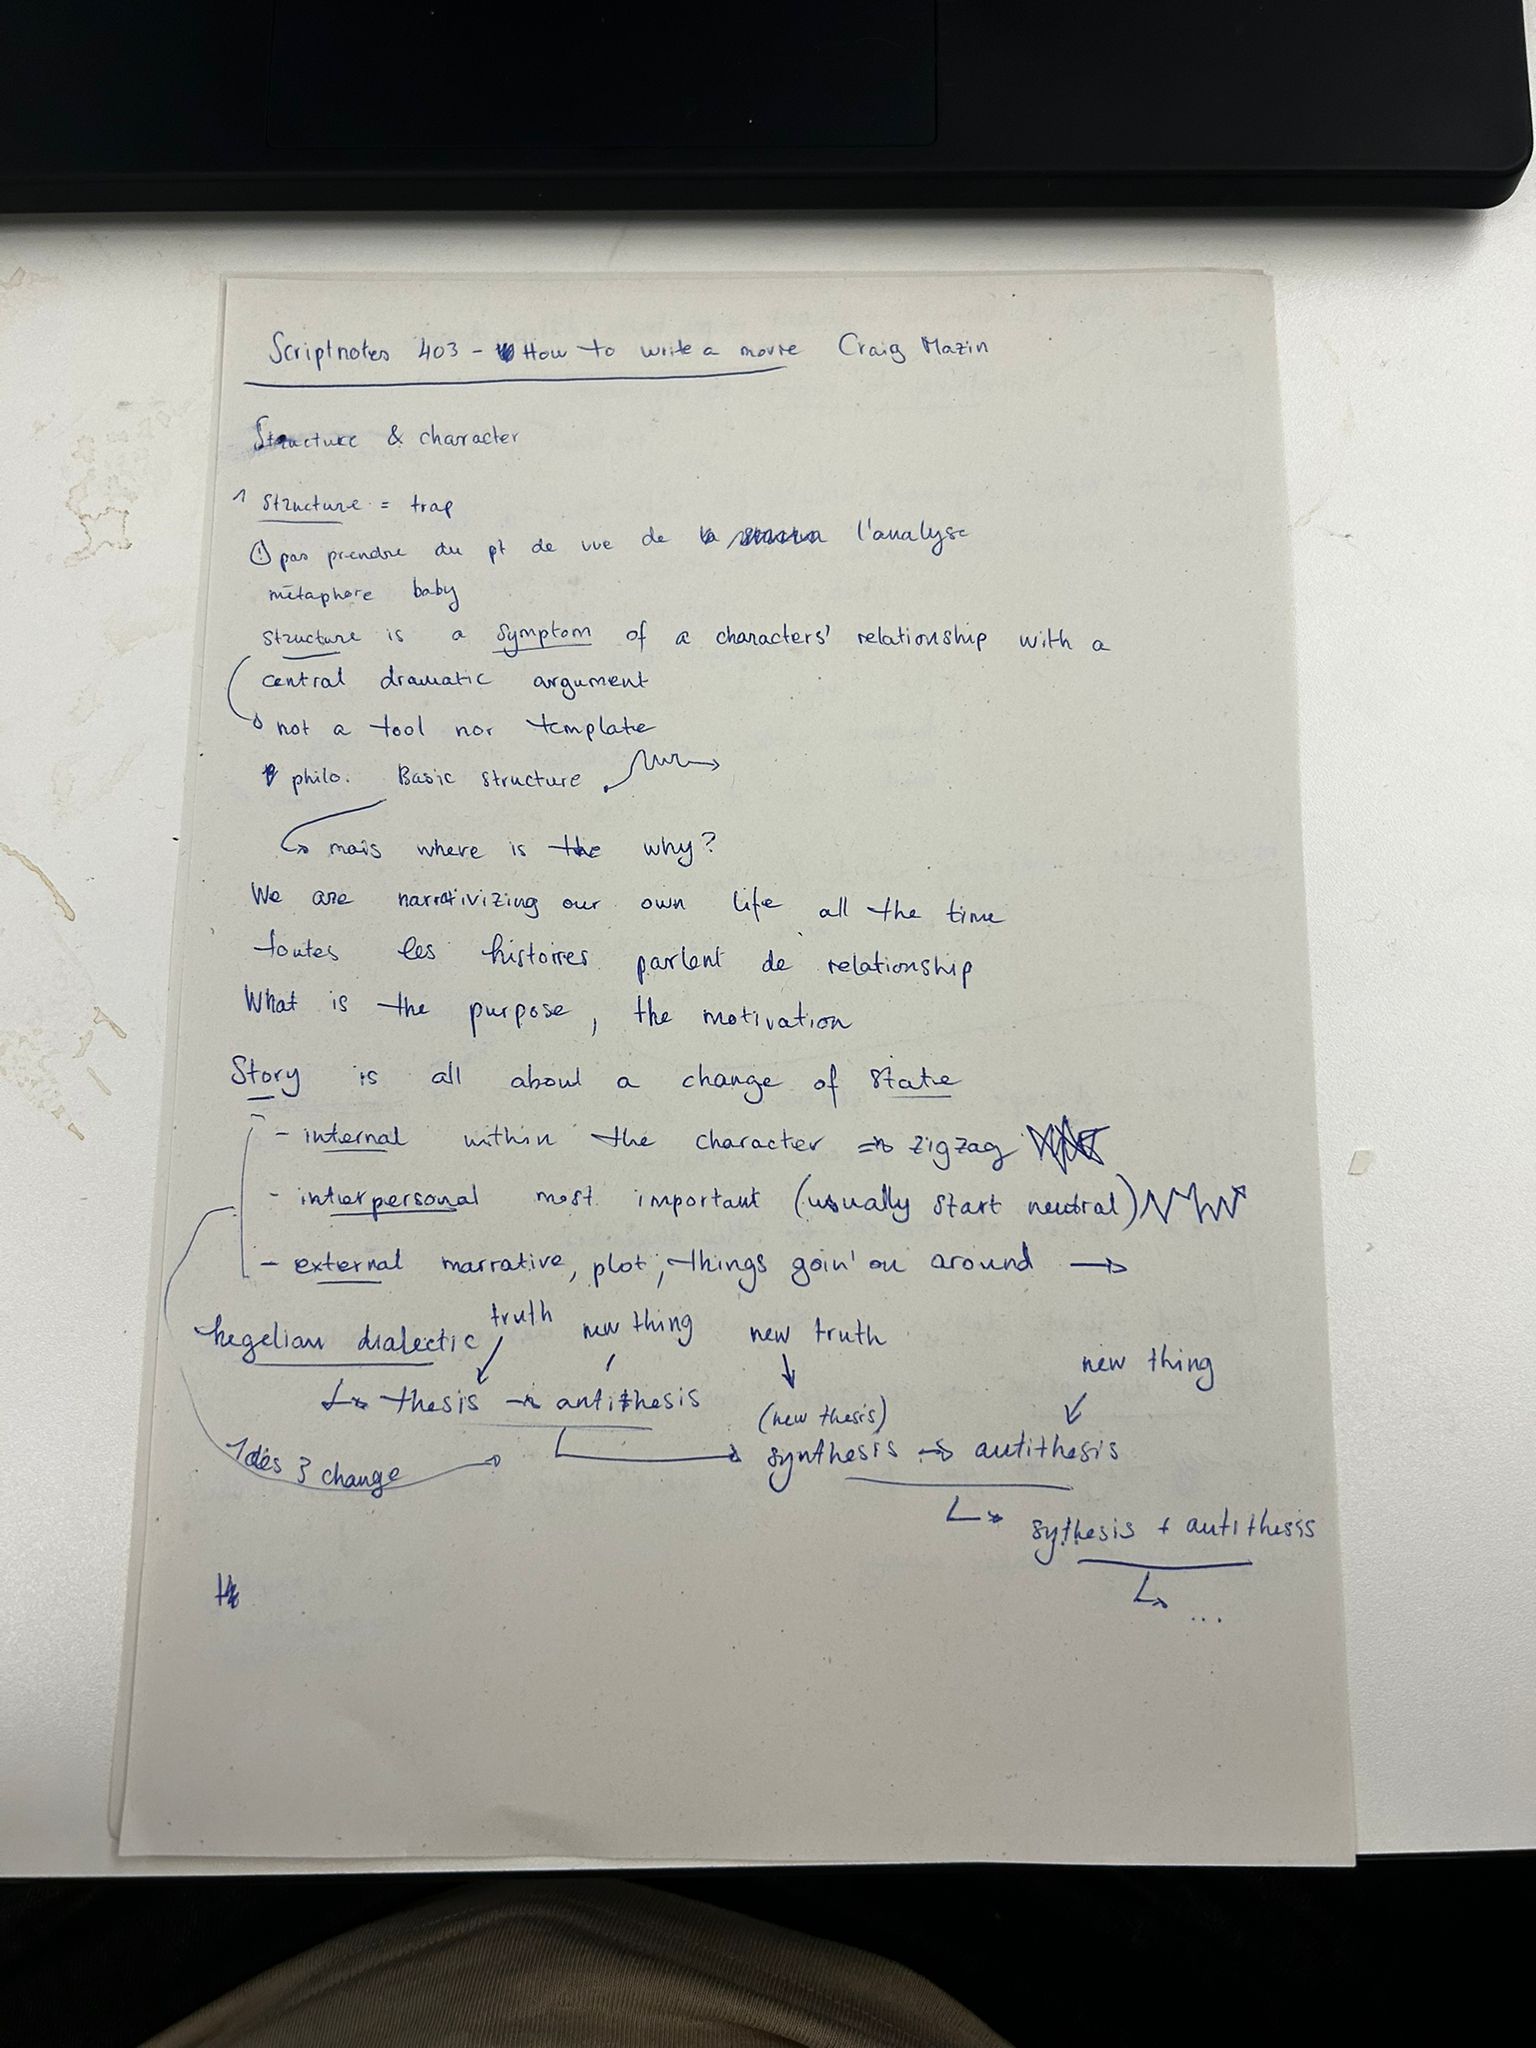 Scriptnotes 403 - How to write a movie Craig Mazin
Structure & character
1 structure = trap
! pas prendre du pt de vue de l'analyse
métaphore baby
structure is a symptom of a characters' relationship with a
central dramatic argument
not a tool nor template
philo. Basic structure
mais where is the why?
We are narrativizing our own life all the time
toutes les histoires parlent de relationship
What is the purpose, the motivation
Story is all about a change of state
- internal within the character => zigzag
- interpersonal most important (usually start neutral)
- external narrative, plot, things goin' on around →
truth new thing new truth
hegelian dialectic
new thing
↳ thesis → antithesis
(new thesis)
synthesis → antithesis
1 des 3 change
↳ sythesis + antithesis
↳ ...